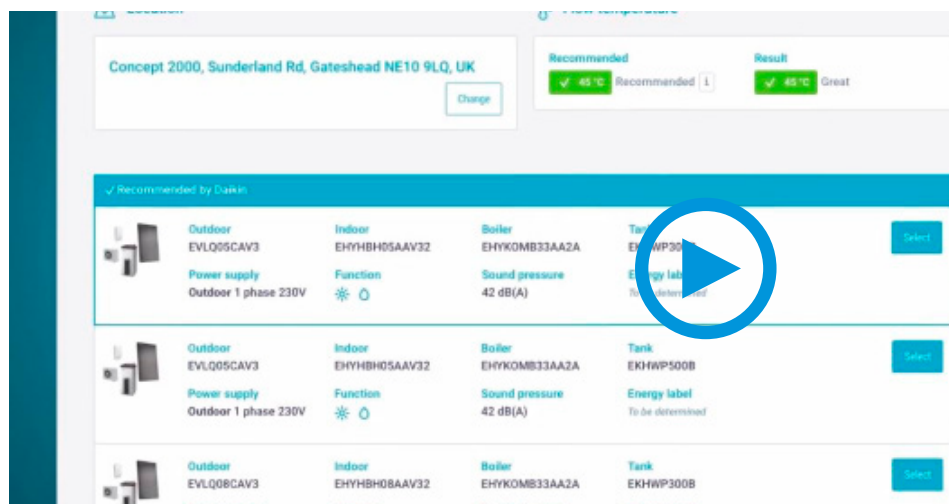 Location
Flow temperature
Concept 2000, Sunderland Rd, Gateshead NE10 9LQ, UK
Change
Recommended
Result
✓ 45 °C Recommended i
✓ 45 °C Great
✓ Recommended by Daikin
Outdoor Indoor Boiler Tank
EVLQ05CAV3 EHYHBH05AAV32 EHYKOMB33AA2A
Select
Power supply Function Sound pressure Energy label
Outdoor 1 phase 230V 42 dB(A) To be determined
Outdoor Indoor Boiler Tank
EVLQ05CAV3 EHYHBH05AAV32 EHYKOMB33AA2A EKHWP500B
Select
Power supply Function Sound pressure Energy label
Outdoor 1 phase 230V 42 dB(A) To be determined
Outdoor Indoor Boiler Tank
EVLQ08CAV3 EHYHBH08AAV32 EHYKOMB33AA2A EKHWP300B
Select